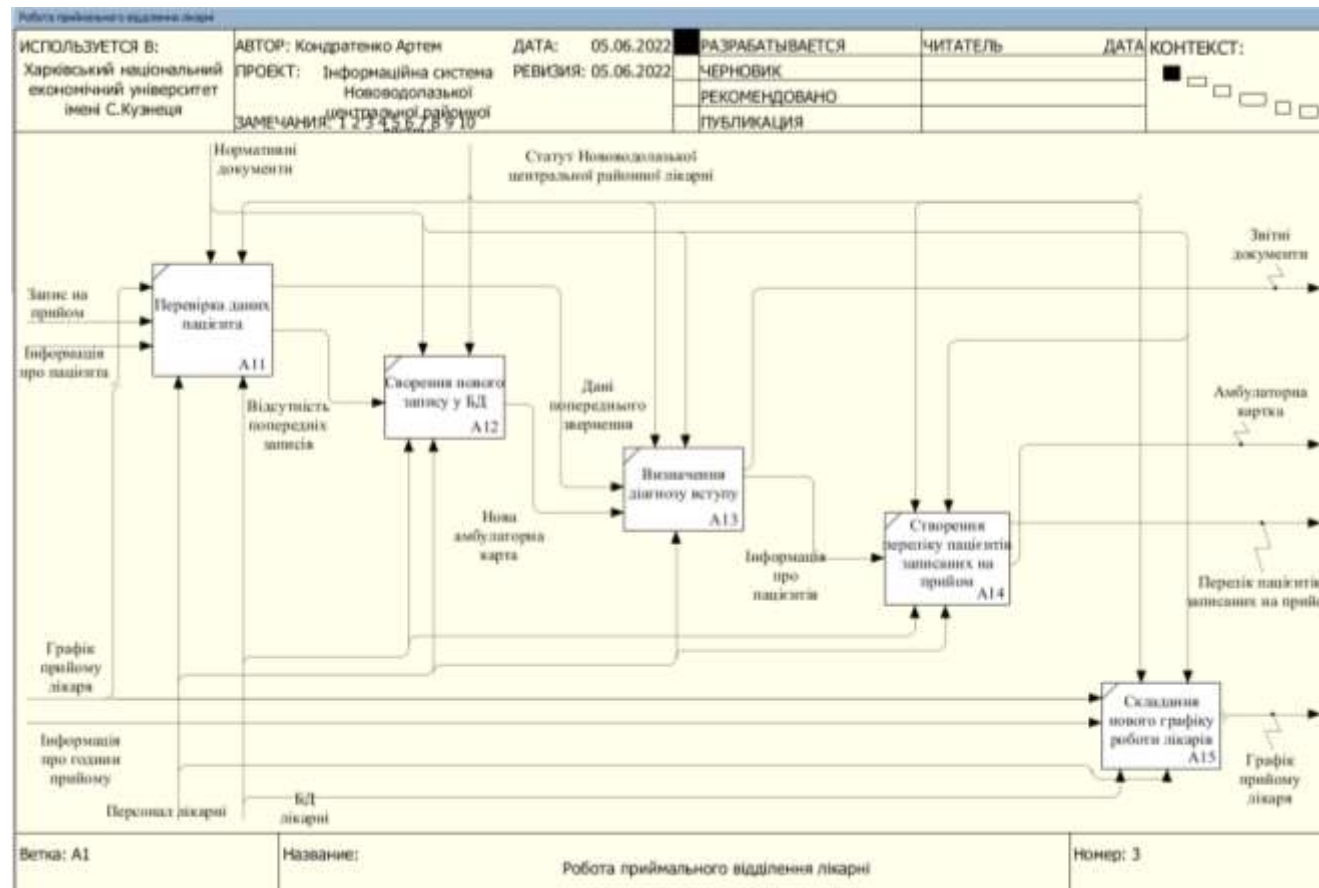 Робота приймального відділення лікарні
ИСПОЛЬЗУЕТСЯ В:
Харківський національний
економічний університет
імені С.Кузнеця
АВТОР: Кондратенко Артем
ПРОЕКТ: Інформаційна система
Нововодолазької
центральної районної
ЗАМЕЧАНИЯ: 1 2 3 4 5 6 7 8 9 10
ДАТА: 05.06.2022
РЕВИЗИЯ: 05.06.2022
РАЗРАБАТЫВАЕТСЯ
ЧЕРНОВИК
РЕКОМЕНДОВАНО
ПУБЛИКАЦИЯ
ЧИТАТЕЛЬ
ДАТА
КОНТЕКСТ:
Нормативні
документи
Статут Нововодолазької
центральної районної лікарні
Звітні
документи
Запис на
прийом
Інформація
про пацієнта
Перевірка даних
пацієнта
A11
Відсутність
попередніх
записів
Створення нового
запису у БД
A12
Дані
попереднього
звернення
Амбулаторна
картка
Визначення
діагнозу вступу
A13
Нова
амбулаторна
карта
Інформація
про
пацієнтів
Створення
переліку пацієнтів
записаних на
прийом
A14
Перелік пацієнтів
записаних на прийо
Графік
прийому
лікаря
Складання
нового графіку
роботи лікарів
A15
Інформація
про години
прийому
Графік
прийому
лікаря
Персонал лікарні
БД
лікарні
Ветка: A1
Название:
Робота приймального відділення лікарні
Номер: 3